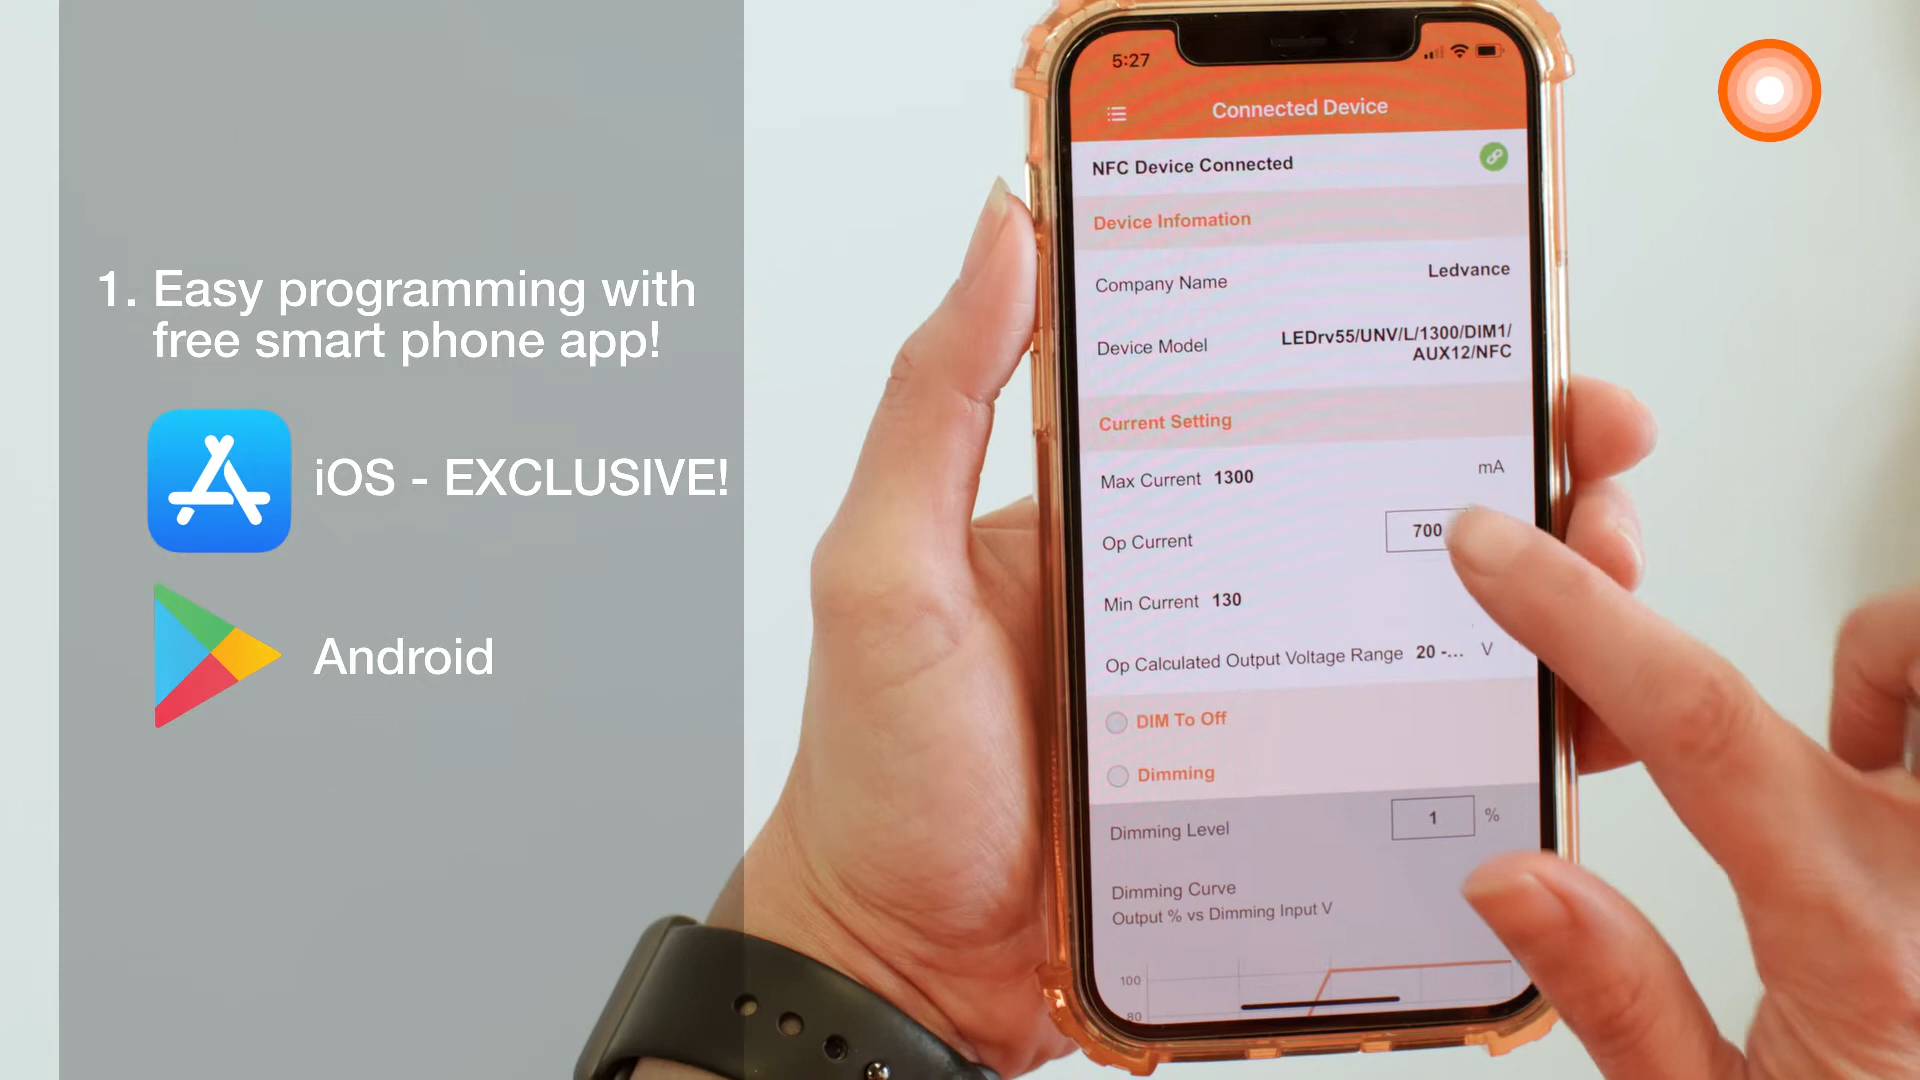 1. Easy programming with
free smart phone app!
iOS - EXCLUSIVE!
Android
5:27
Connected Device
NFC Device Connected
Device Infomation
Company Name Ledvance
Device Model LEDrv55/UNV/L/1300/DIM1/
AUX12/NFC
Current Setting
Max Current 1300 mA
Op Current 700
Min Current 130
Op Calculated Output Voltage Range 20 -... V
DIM To Off
Dimming
Dimming Level 1 %
Dimming Curve
Output % vs Dimming Input V
100
80